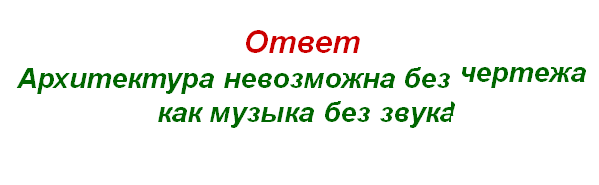 Ответ
Архитектура невозможна без чертежа
как музыка без звука